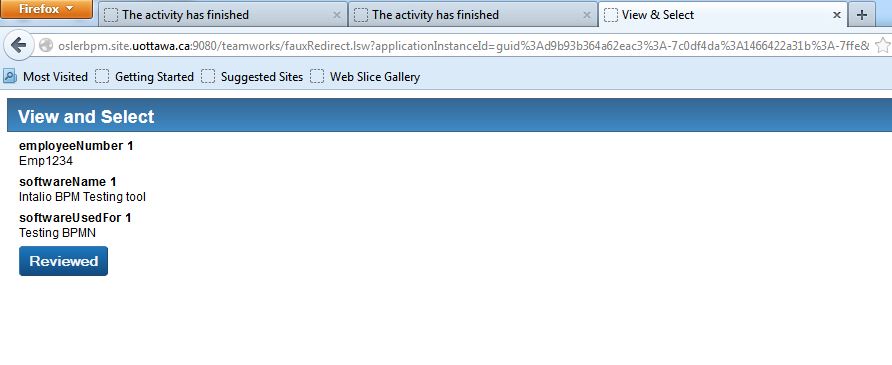 Firefox
The activity has finished
The activity has finished
View & Select
oslerbpm.site.uottawa.ca:9080/teamworks/fauxRedirect.lsw?applicationInstanceId=guid%3Ad9b93b364a62eac3%3A-7c0df4da%3A1466422a31b%3A-7ffe&
Most Visited Getting Started Suggested Sites Web Slice Gallery
View and Select
employeeNumber 1
Emp1234
softwareName 1
Intalio BPM Testing tool
softwareUsedFor 1
Testing BPMN
Reviewed